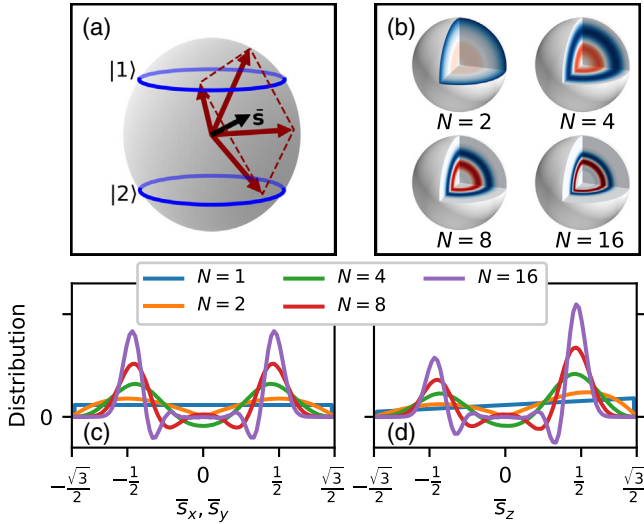 (a)
|1⟩
s̄
|2⟩
(b)
N = 2
N = 4
N = 8
N = 16
N = 1
N = 2
N = 4
N = 8
N = 16
Distribution
0
(c)
(d)
−√3/2
−1/2
0
1/2
√3/2
−√3/2
−1/2
0
1/2
√3/2
s̄x, s̄y
s̄z